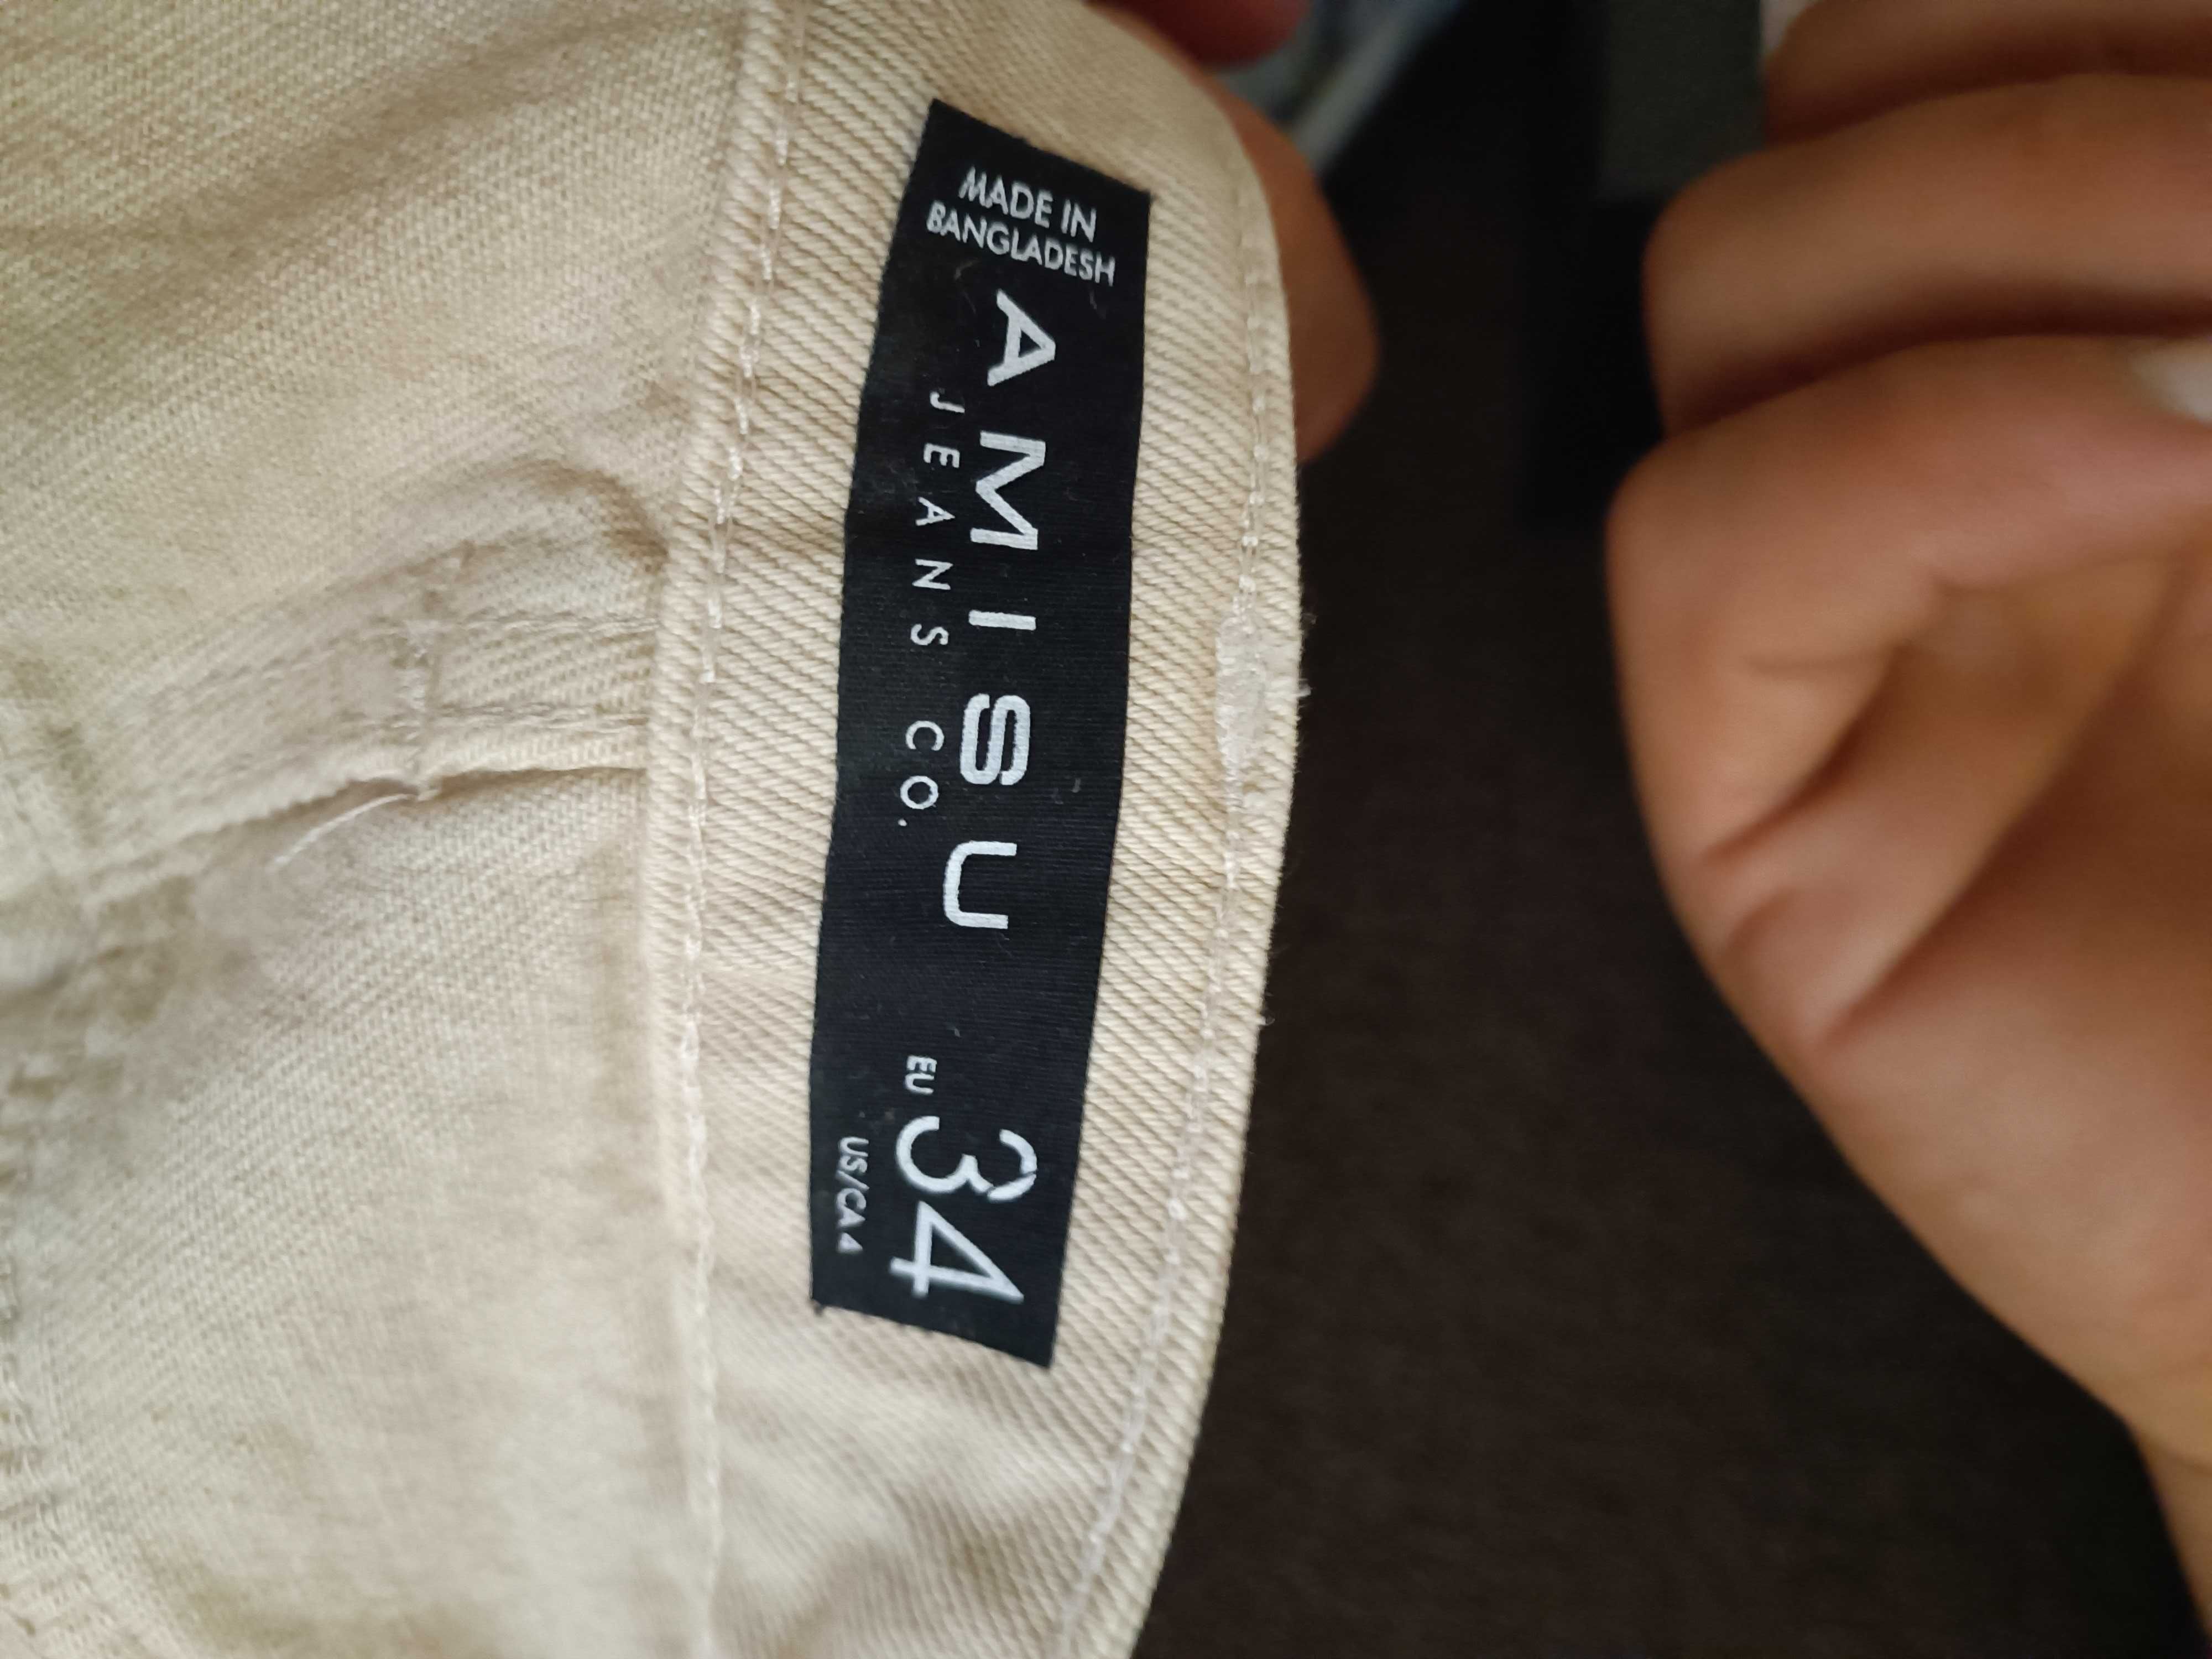 MADE IN
BANGLADESH
AMISU
JEANS CO.
EU 34
US/CA 4